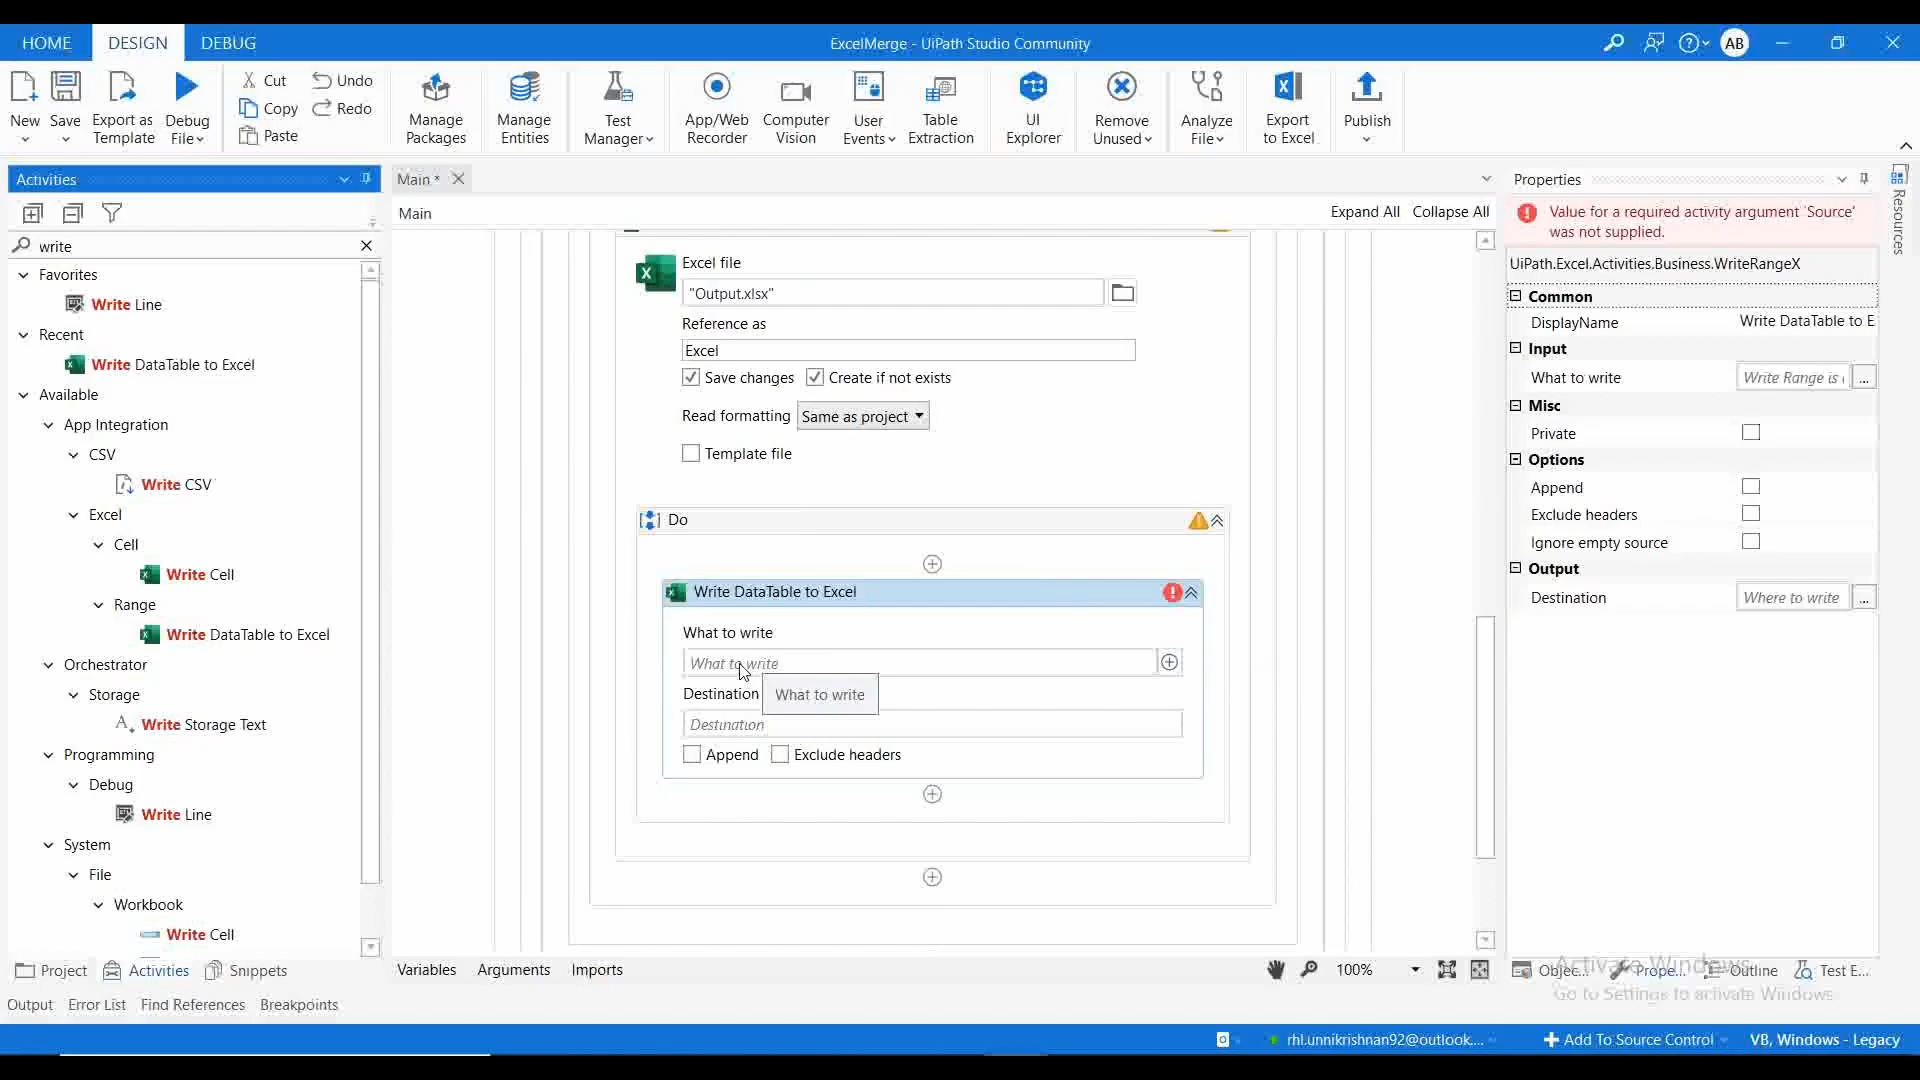 HOME DESIGN DEBUG ExcelMerge - UiPath Studio Community AB
New Save Export as Template Debug File Cut Copy Paste Undo Redo Manage Packages Manage Entities Test Manager App/Web Recorder Computer Vision User Events Table Extraction UI Explorer Remove Unused Analyze File Export to Excel Publish
Activities
write
Favorites
Write Line
Recent
Write DataTable to Excel
Available
App Integration
CSV
Write CSV
Excel
Cell
Write Cell
Range
Write DataTable to Excel
Orchestrator
Storage
Write Storage Text
Programming
Debug
Write Line
System
File
Workbook
Write Cell
Project Activities Snippets
Main *
Main Expand All Collapse All
Excel file
"Output.xlsx"
Reference as
Excel
Save changes Create if not exists
Read formatting Same as project
Template file
Do
Write DataTable to Excel
What to write
What to write
Destination What to write
Destination
Append Exclude headers
Variables Arguments Imports 100%
Properties
Value for a required activity argument 'Source'
was not supplied.
UiPath.Excel.Activities.Business.WriteRangeX
Common
DisplayName Write DataTable to E
Input
What to write Write Range is ...
Misc
Private
Options
Append
Exclude headers
Ignore empty source
Output
Destination Where to write ...
Resources
Objec... Prope... Outline Test E...
Activate Windows
Go to Settings to activate Windows.
Output Error List Find References Breakpoints
rhl.unnikrishnan92@outlook.... Add To Source Control VB, Windows - Legacy